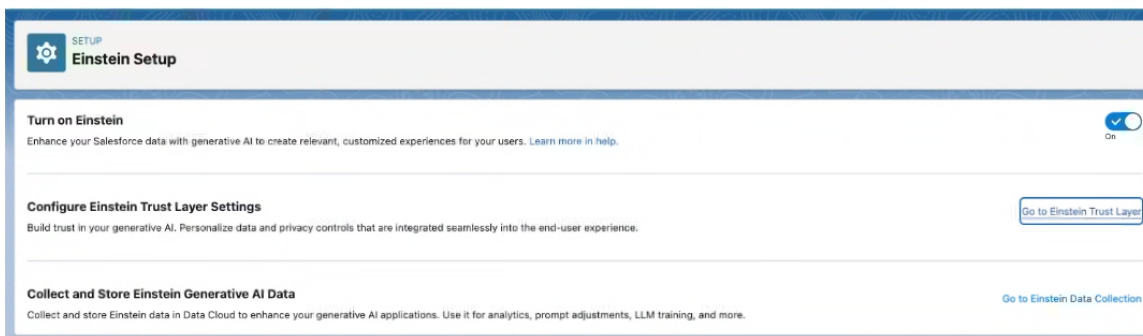 SETUP
Einstein Setup
Turn on Einstein
Enhance your Salesforce data with generative AI to create relevant, customized experiences for your users. Learn more in help.
On
Configure Einstein Trust Layer Settings
Build trust in your generative AI. Personalize data and privacy controls that are integrated seamlessly into the end-user experience.
Go to Einstein Trust Layer
Collect and Store Einstein Generative AI Data
Collect and store Einstein data in Data Cloud to enhance your generative AI applications. Use it for analytics, prompt adjustments, LLM training, and more.
Go to Einstein Data Collection